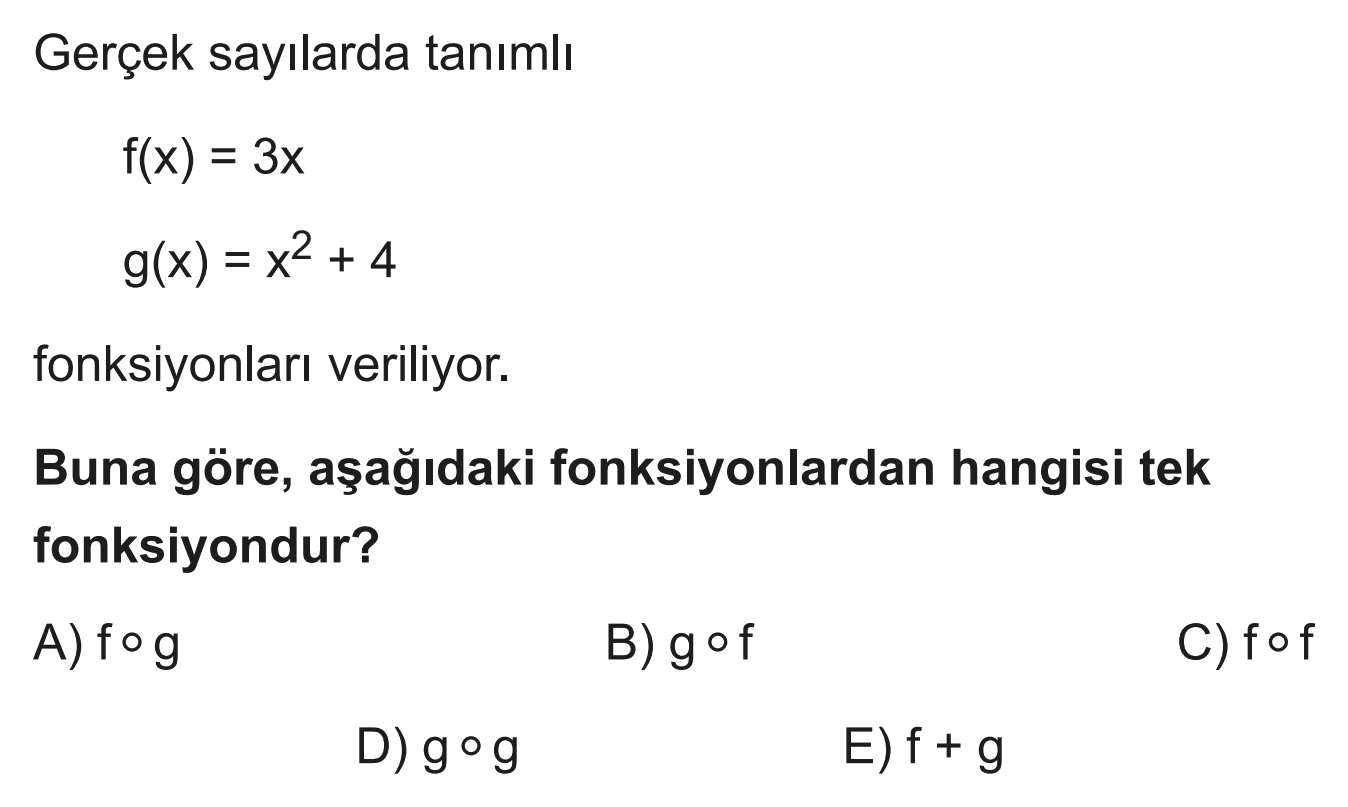 Gerçek sayılarda tanımlı
f(x) = 3x
g(x) = x² + 4
fonksiyonları veriliyor.
Buna göre, aşağıdaki fonksiyonlardan hangisi tek
fonksiyondur?
A) f∘g B) g∘f C) f∘f
D) g∘g E) f + g